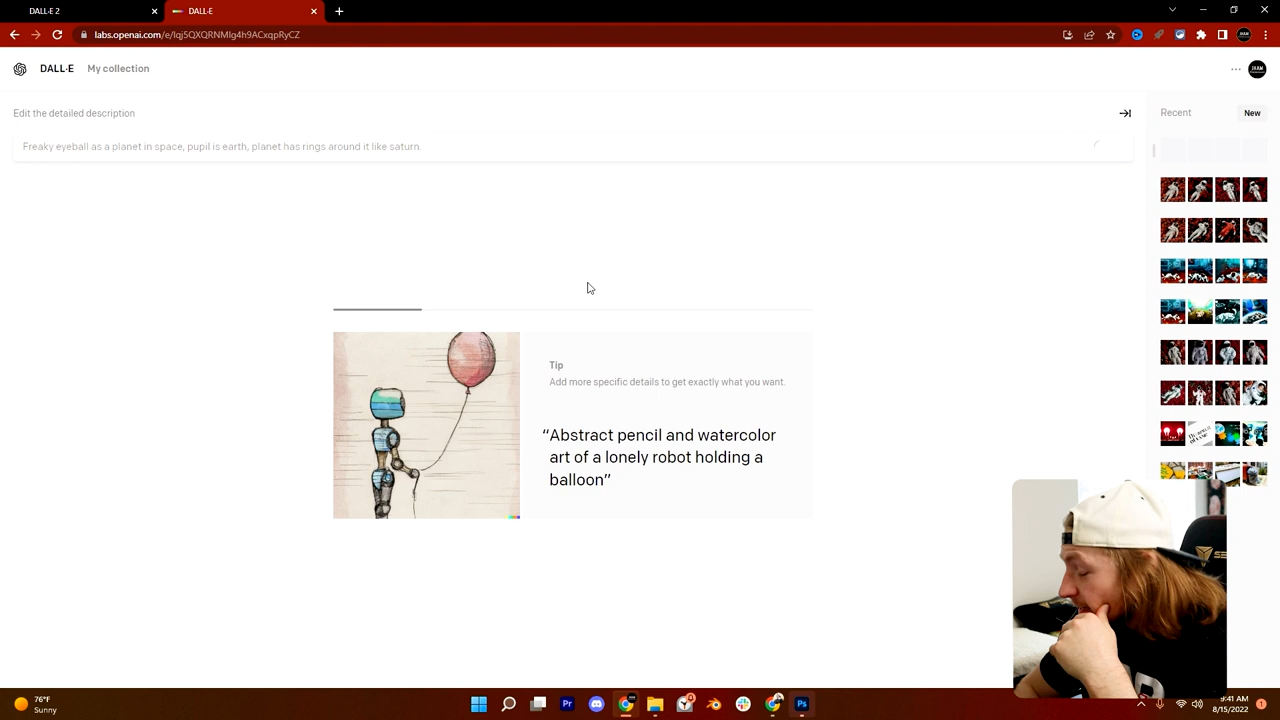 DALL·E 2
DALL·E
labs.openai.com/e/lqj5QXQRNMlg4h9ACxqpRyCZ
DALL·E
My collection
Edit the detailed description
Recent
New
Freaky eyeball as a planet in space, pupil is earth, planet has rings around it like saturn.
Tip
Add more specific details to get exactly what you want.
“Abstract pencil and watercolor
art of a lonely robot holding a
balloon”
76°F
Sunny
9:41 AM
8/15/2022